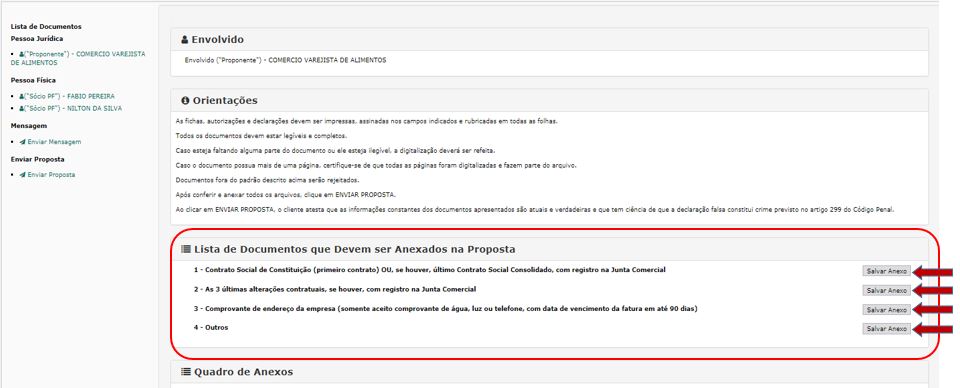 Lista de Documentos
Pessoa Jurídica
("Proponente") - COMERCIO VAREJISTA
DE ALIMENTOS
Pessoa Física
("Sócio PF") - FABIO PEREIRA
("Sócio PF") - NILTON DA SILVA
Mensagem
Enviar Mensagem
Enviar Proposta
Enviar Proposta
Envolvido
Envolvido ("Proponente") - COMERCIO VAREJISTA DE ALIMENTOS
Orientações
As fichas, autorizações e declarações devem ser impressas, assinadas nos campos indicados e rubricadas em todas as folhas.
Todos os documentos devem estar legíveis e completos.
Caso esteja faltando alguma parte do documento ou ele esteja ilegível, a digitalização deverá ser refeita.
Caso o documento possua mais de uma página, certifique-se de que todas as páginas foram digitalizadas e fazem parte do arquivo.
Documentos fora do padrão descrito acima serão rejeitados.
Após conferir e anexar todos os arquivos, clique em ENVIAR PROPOSTA.
Ao clicar em ENVIAR PROPOSTA, o cliente atesta que as informações constantes dos documentos apresentados são atuais e verdadeiras e que tem ciência de que a declaração falsa constitui crime previsto no artigo 299 do Código Penal.
Lista de Documentos que Devem ser Anexados na Proposta
1 - Contrato Social de Constituição (primeiro contrato) OU, se houver, último Contrato Social Consolidado, com registro na Junta Comercial
Salvar Anexo
2 - As 3 últimas alterações contratuais, se houver, com registro na Junta Comercial
Salvar Anexo
3 - Comprovante de endereço da empresa (somente aceito comprovante de água, luz ou telefone, com data de vencimento da fatura em até 90 dias)
Salvar Anexo
4 - Outros
Salvar Anexo
Quadro de Anexos